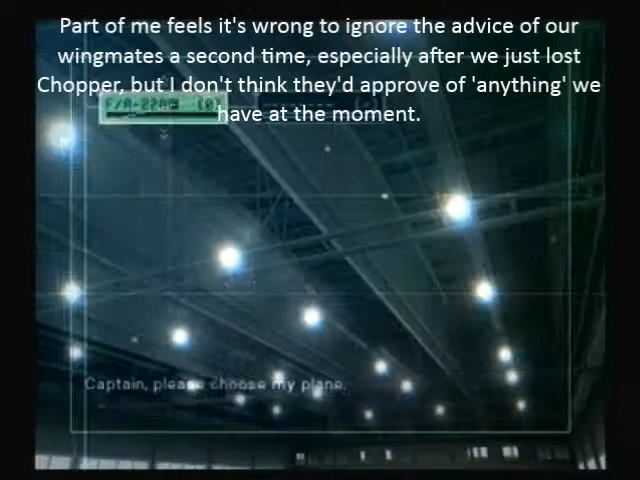 Part of me feels it's wrong to ignore the advice of our
wingmates a second time, especially after we just lost
Chopper, but I don't think they'd approve of 'anything' we
have at the moment.
F/A-22A
Captain, please choose my plane.